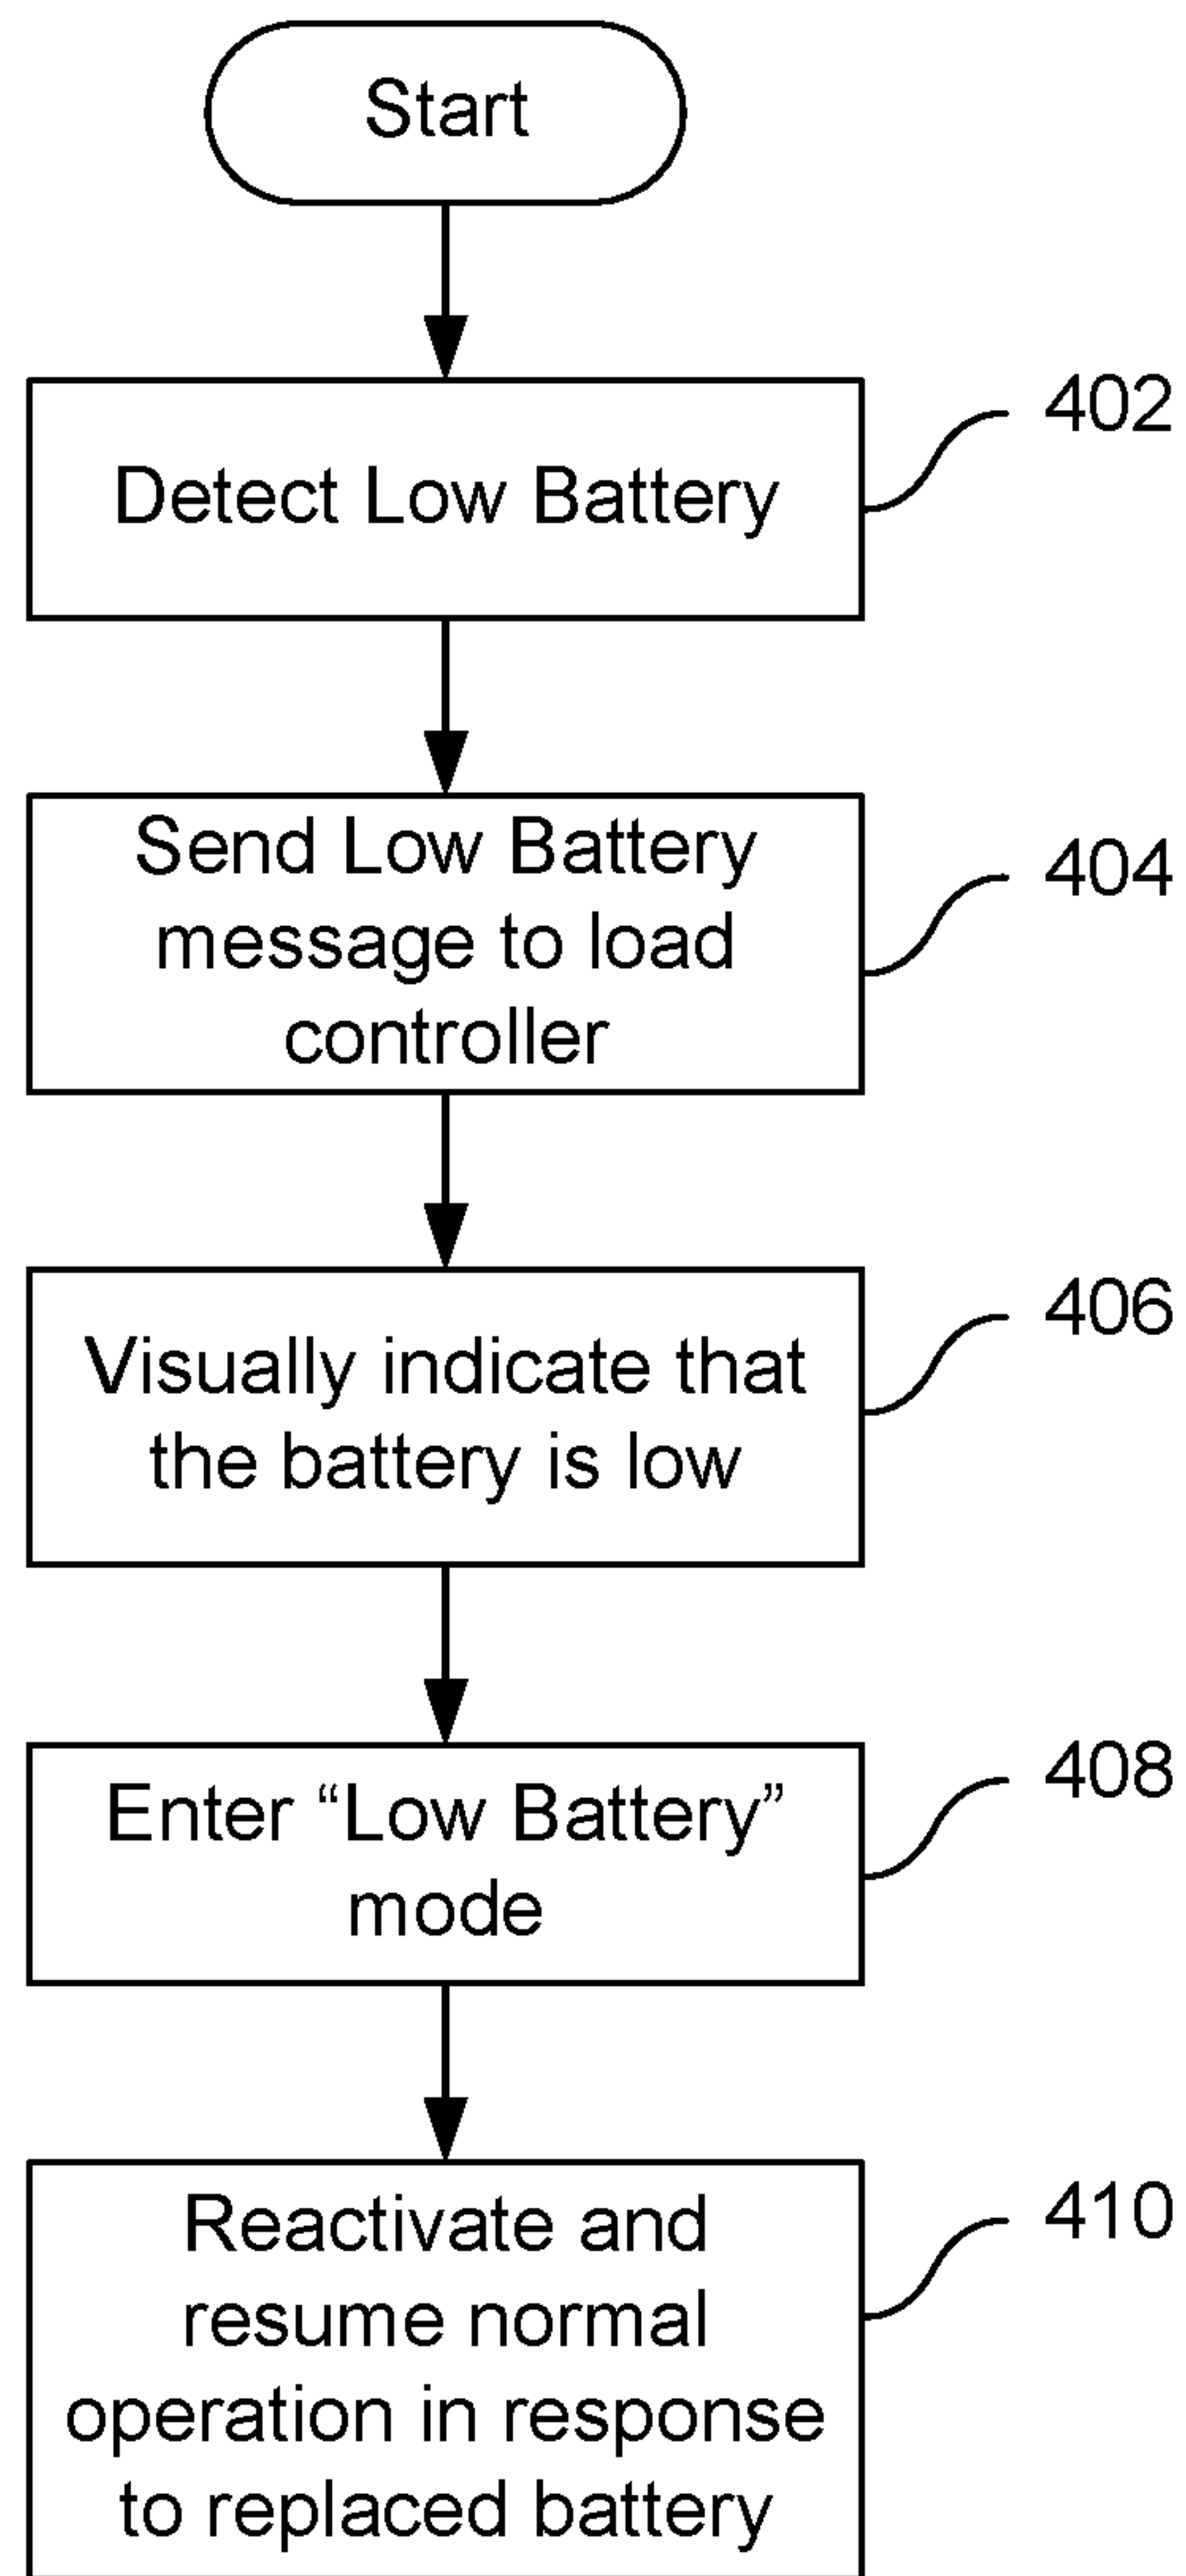 Start
402
Detect Low Battery
404
Send Low Battery
message to load
controller
406
Visually indicate that
the battery is low
408
Enter “Low Battery”
mode
410
Reactivate and
resume normal
operation in response
to replaced battery